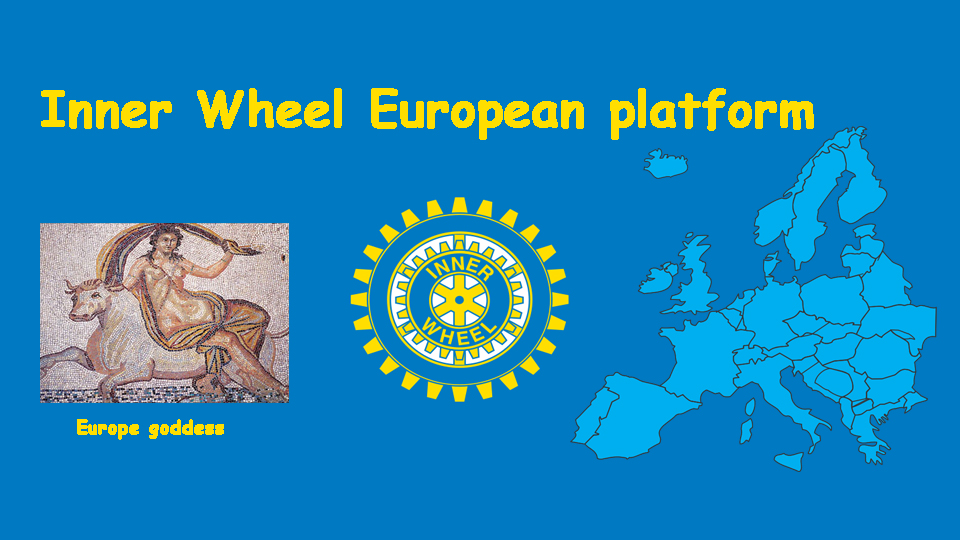 Inner Wheel European platform
INNER
WHEEL
Europe goddess